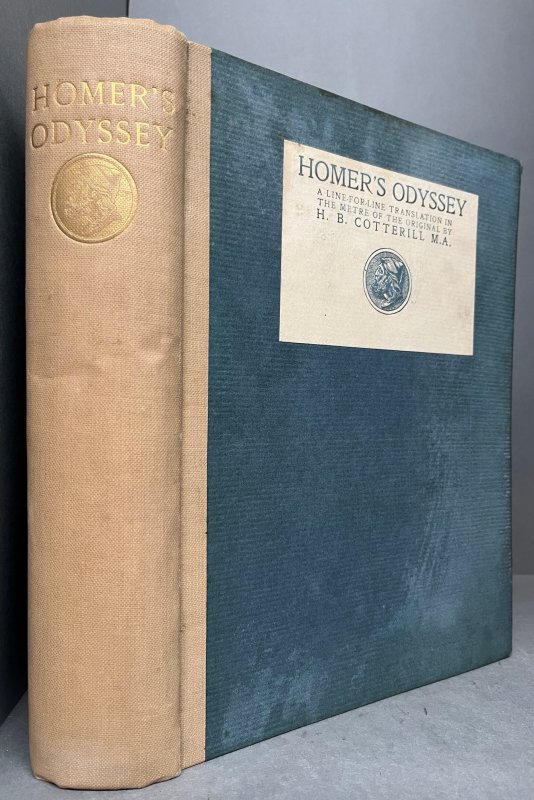 HOMER'S
ODYSSEY
HOMER'S ODYSSEY
A LINE-FOR-LINE TRANSLATION IN
THE METRE OF THE ORIGINAL BY
H. B. COTTERILL M.A.